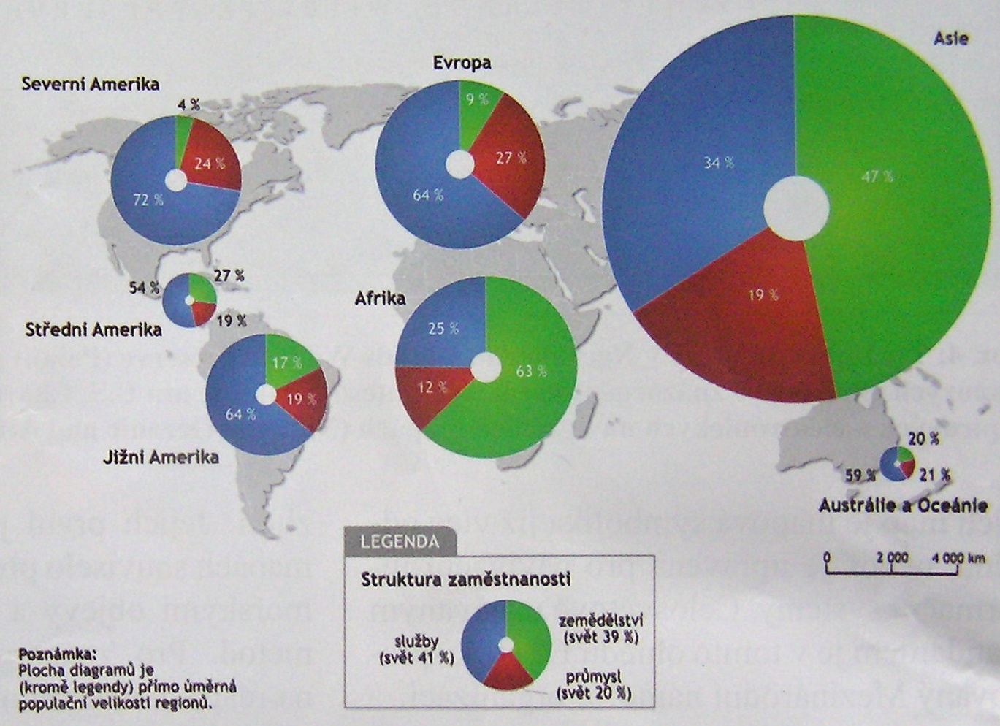 Asie
Evropa
Severní Amerika
4 %
9 %
24 %
27 %
34 %
47 %
72 %
64 %
54 %
27 %
19 %
Afrika
19 %
Střední Amerika
25 %
17 %
63 %
12 %
19 %
64 %
Jižní Amerika
20 %
59 %
21 %
Austrálie a Oceánie
LEGENDA
0 2 000 4 000 km
Struktura zaměstnanosti
zemědělství
(svět 39 %)
služby
(svět 41 %)
průmysl
(svět 20 %)
Poznámka:
Plocha diagramů je
(kromě legendy) přímo úměrná
populační velikosti regionů.